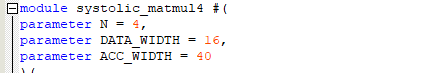 module systolic_matmul4 #(
parameter N = 4,
parameter DATA_WIDTH = 16,
parameter ACC_WIDTH = 40
)(